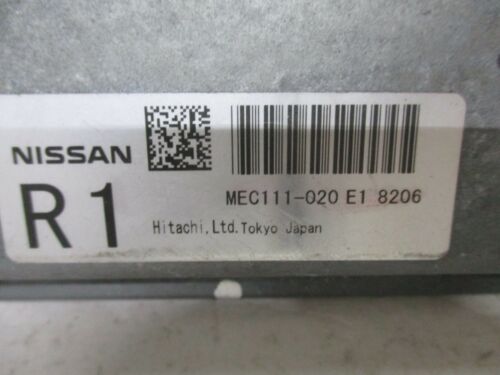 NISSAN
R1
MEC111-020 E1 8206
Hitachi,Ltd.Tokyo Japan